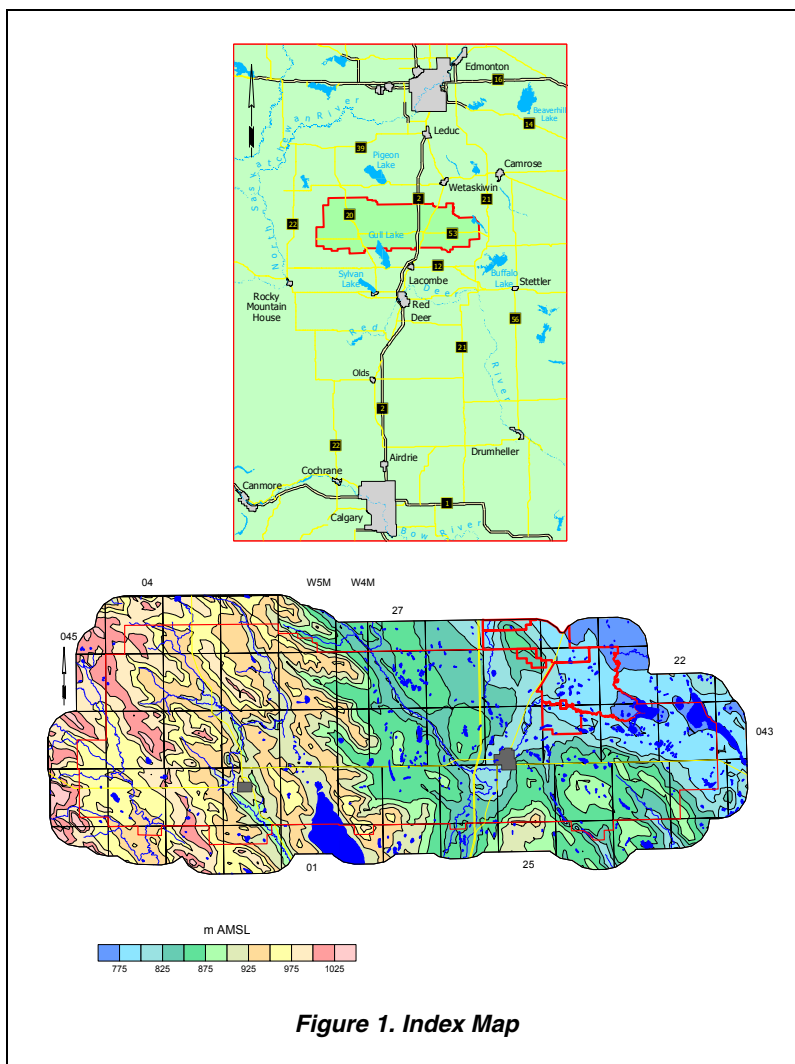 Edmonton
16
Beaverhill
Lake
14
North Saskatchewan River
Leduc
39
Pigeon
Lake
Camrose
Wetaskiwin
2
21
20
22
53
Gull Lake
12
Buffalo
Lake
Lacombe
Sylvan
Lake
Stettler
Rocky
Mountain
House
Red
Deer
Red Deer River
56
21
Olds
2
22
Drumheller
Airdrie
Cochrane
Canmore
1
Calgary
Bow River
04
W5M W4M
27
045
22
043
01
25
m AMSL
775 825 875 925 975 1025
Figure 1. Index Map